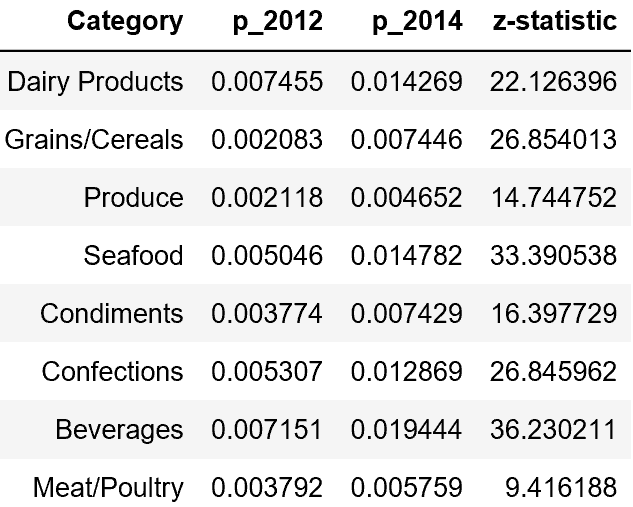 Category p_2012 p_2014 z-statistic
Dairy Products 0.007455 0.014269 22.126396
Grains/Cereals 0.002083 0.007446 26.854013
Produce 0.002118 0.004652 14.744752
Seafood 0.005046 0.014782 33.390538
Condiments 0.003774 0.007429 16.397729
Confections 0.005307 0.012869 26.845962
Beverages 0.007151 0.019444 36.230211
Meat/Poultry 0.003792 0.005759 9.416188